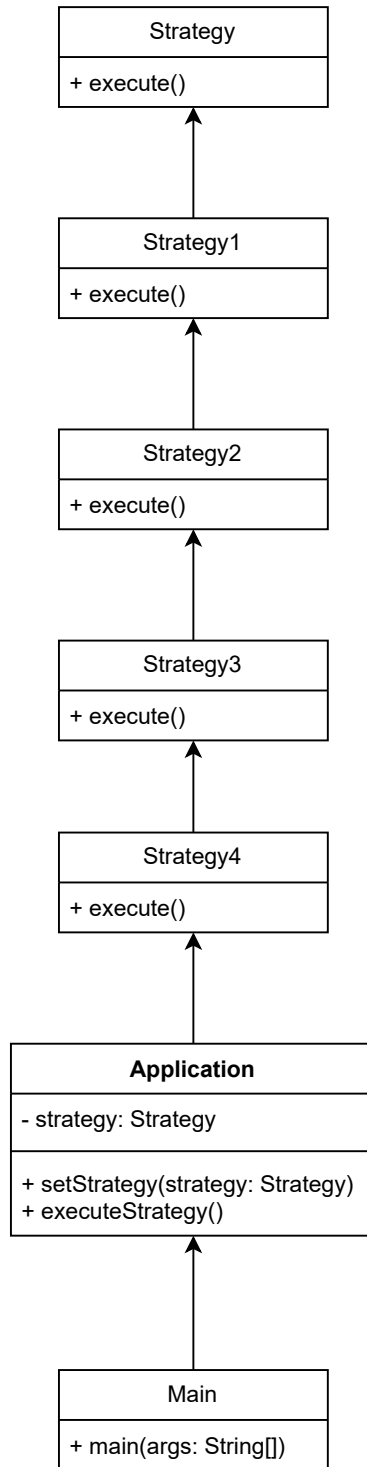 Strategy
+ execute()
Strategy1
+ execute()
Strategy2
+ execute()
Strategy3
+ execute()
Strategy4
+ execute()
Application
- strategy: Strategy
+ setStrategy(strategy: Strategy)
+ executeStrategy()
Main
+ main(args: String[])